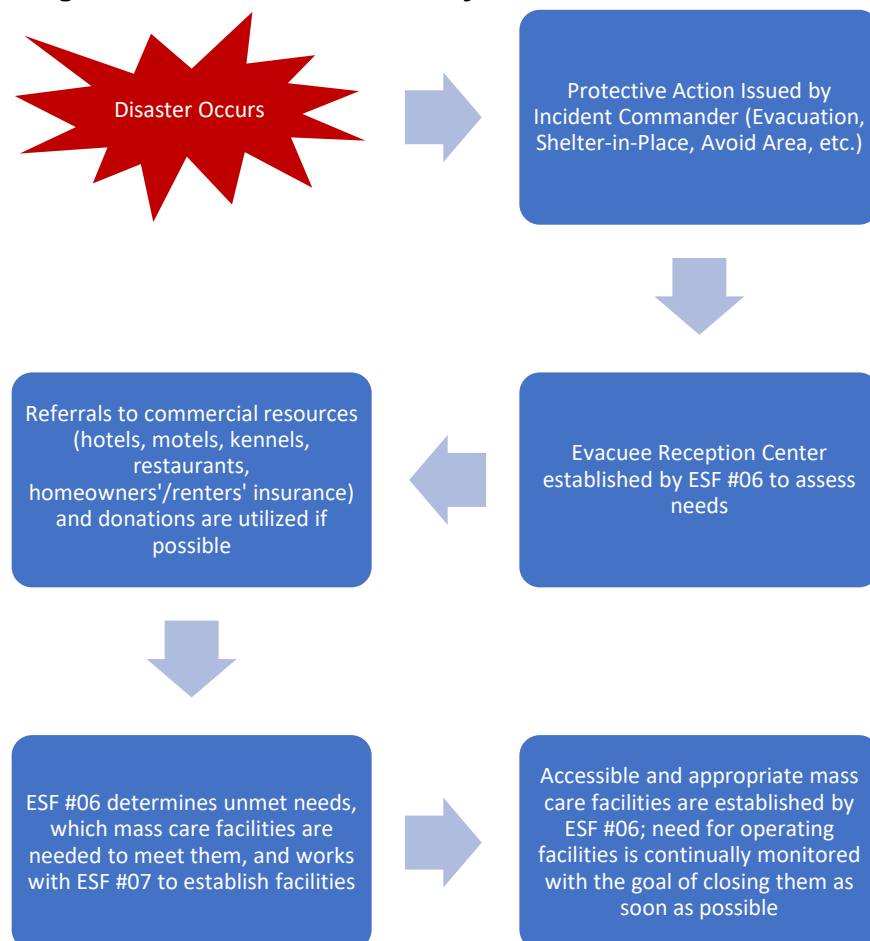 Disaster Occurs
Protective Action Issued by
Incident Commander (Evacuation,
Shelter-in-Place, Avoid Area, etc.)
Evacuee Reception Center
established by ESF #06 to assess
needs
Referrals to commercial resources
(hotels, motels, kennels,
restaurants,
homeowners'/renters' insurance)
and donations are utilized if
possible
ESF #06 determines unmet needs,
which mass care facilities are
needed to meet them, and works
with ESF #07 to establish facilities
Accessible and appropriate mass
care facilities are established by
ESF #06; need for operating
facilities is continually monitored
with the goal of closing them as
soon as possible